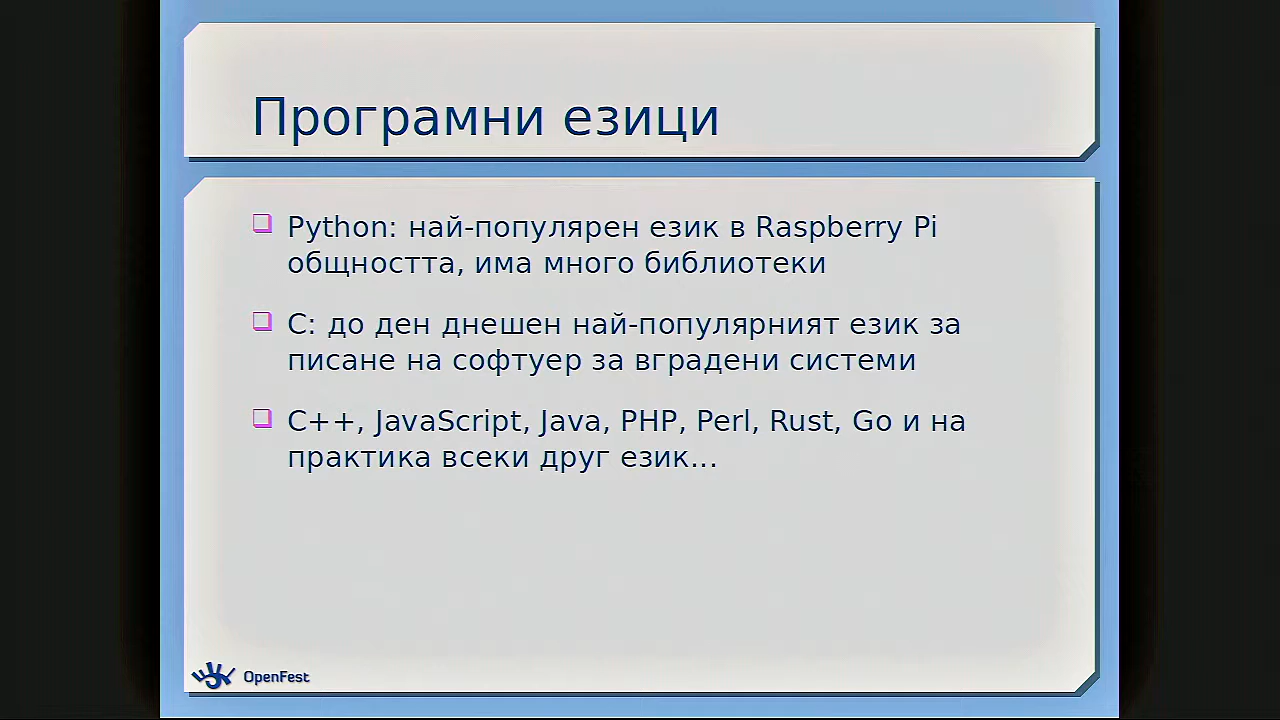 Програмни езици
Python: най-популярен език в Raspberry Pi
общността, има много библиотеки
C: до ден днешен най-популярният език за
писане на софтуер за вградени системи
C++, JavaScript, Java, PHP, Perl, Rust, Go и на
практика всеки друг език...
OpenFest